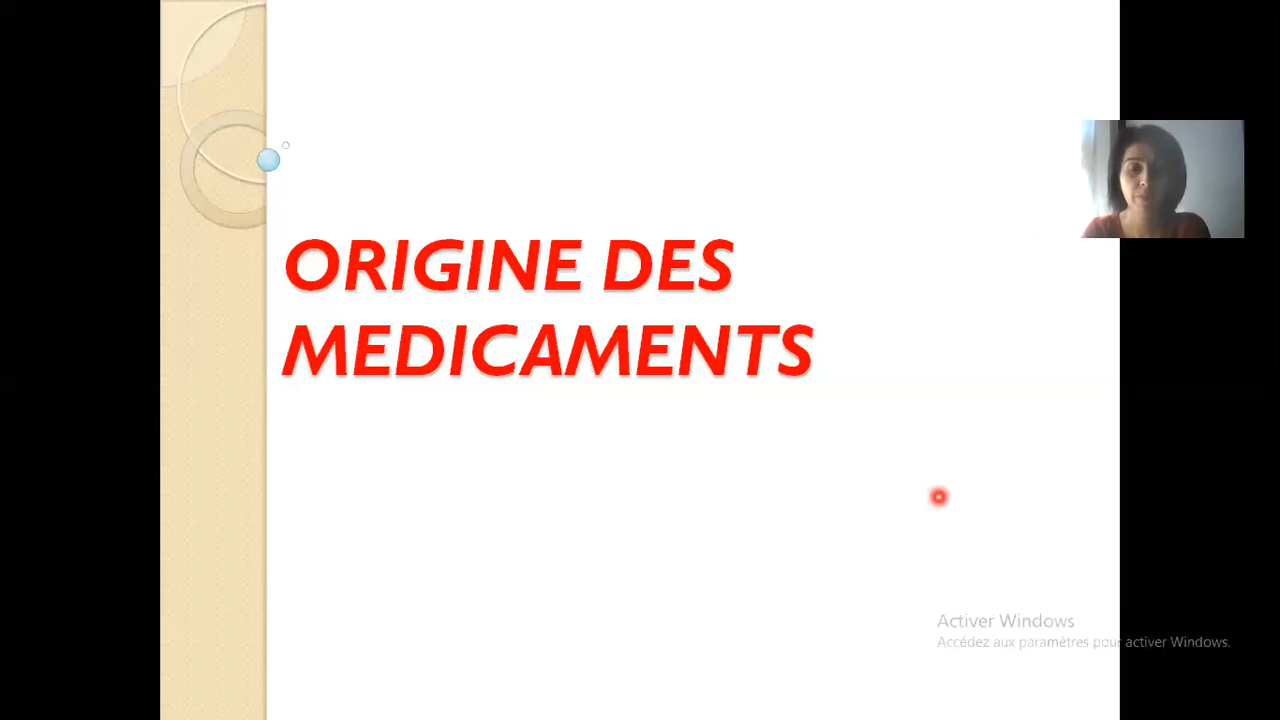 ORIGINE DES
MEDICAMENTS
Activer Windows
Accédez aux paramètres pour activer Windows.